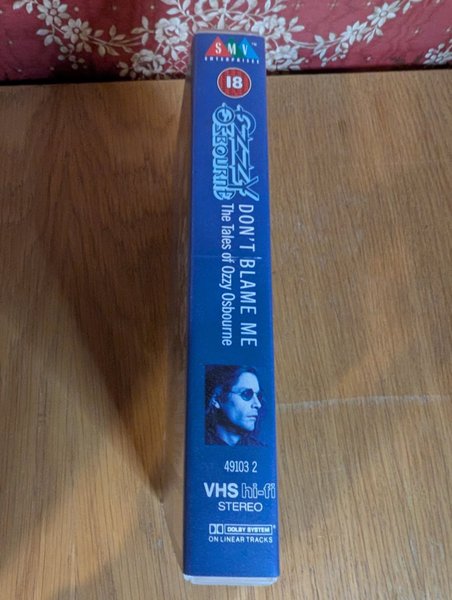 SMV™
ENTERPRISES
18
OZZY
OSBOURNE
DON'T BLAME ME
The Tales of Ozzy Osbourne
49103 2
VHS hi-fi
STEREO
DOLBY SYSTEM®
ON LINEAR TRACKS